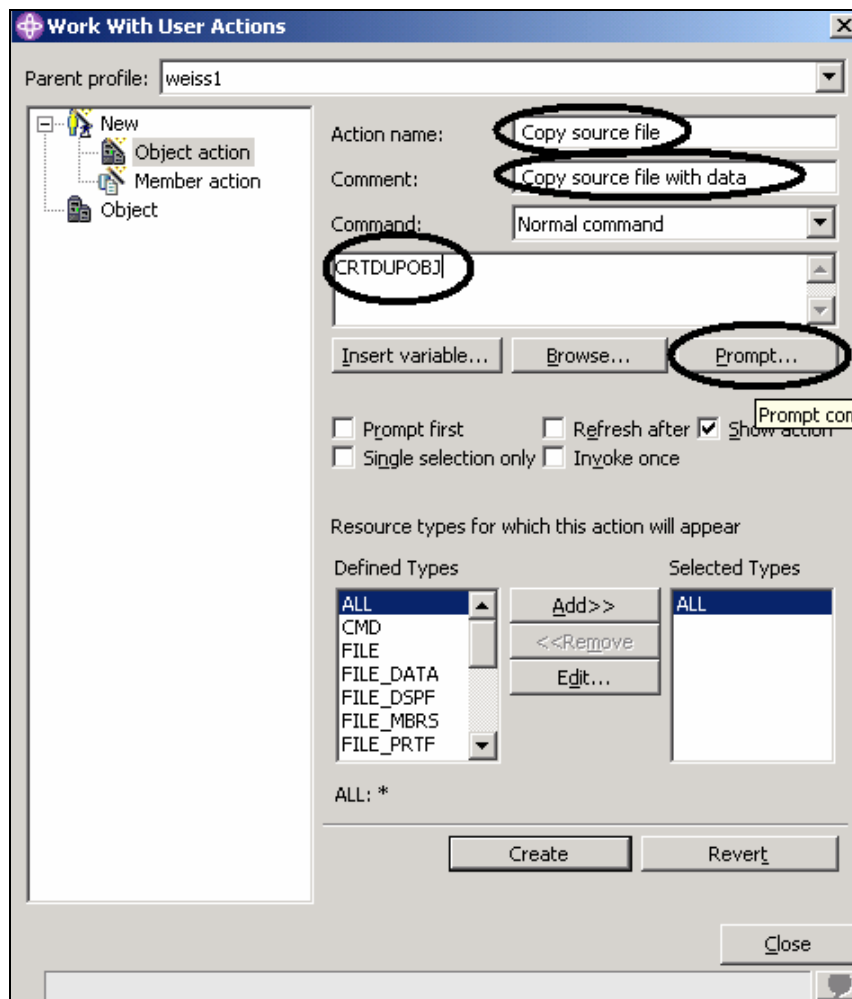 Work With User Actions
Parent profile: weiss1
New
Object action
Member action
Object
Action name: Copy source file
Comment: Copy source file with data
Command: Normal command
CRTDUPOBJ
Insert variable... Browse... Prompt...
Prompt con
Prompt first Refresh after Show action
Single selection only Invoke once
Resource types for which this action will appear
Defined Types Selected Types
ALL
CMD
FILE
FILE_DATA
FILE_DSPF
FILE_MBRS
FILE_PRTF
Add>>
<<Remove
Edit...
ALL
ALL: *
Create Revert
Close